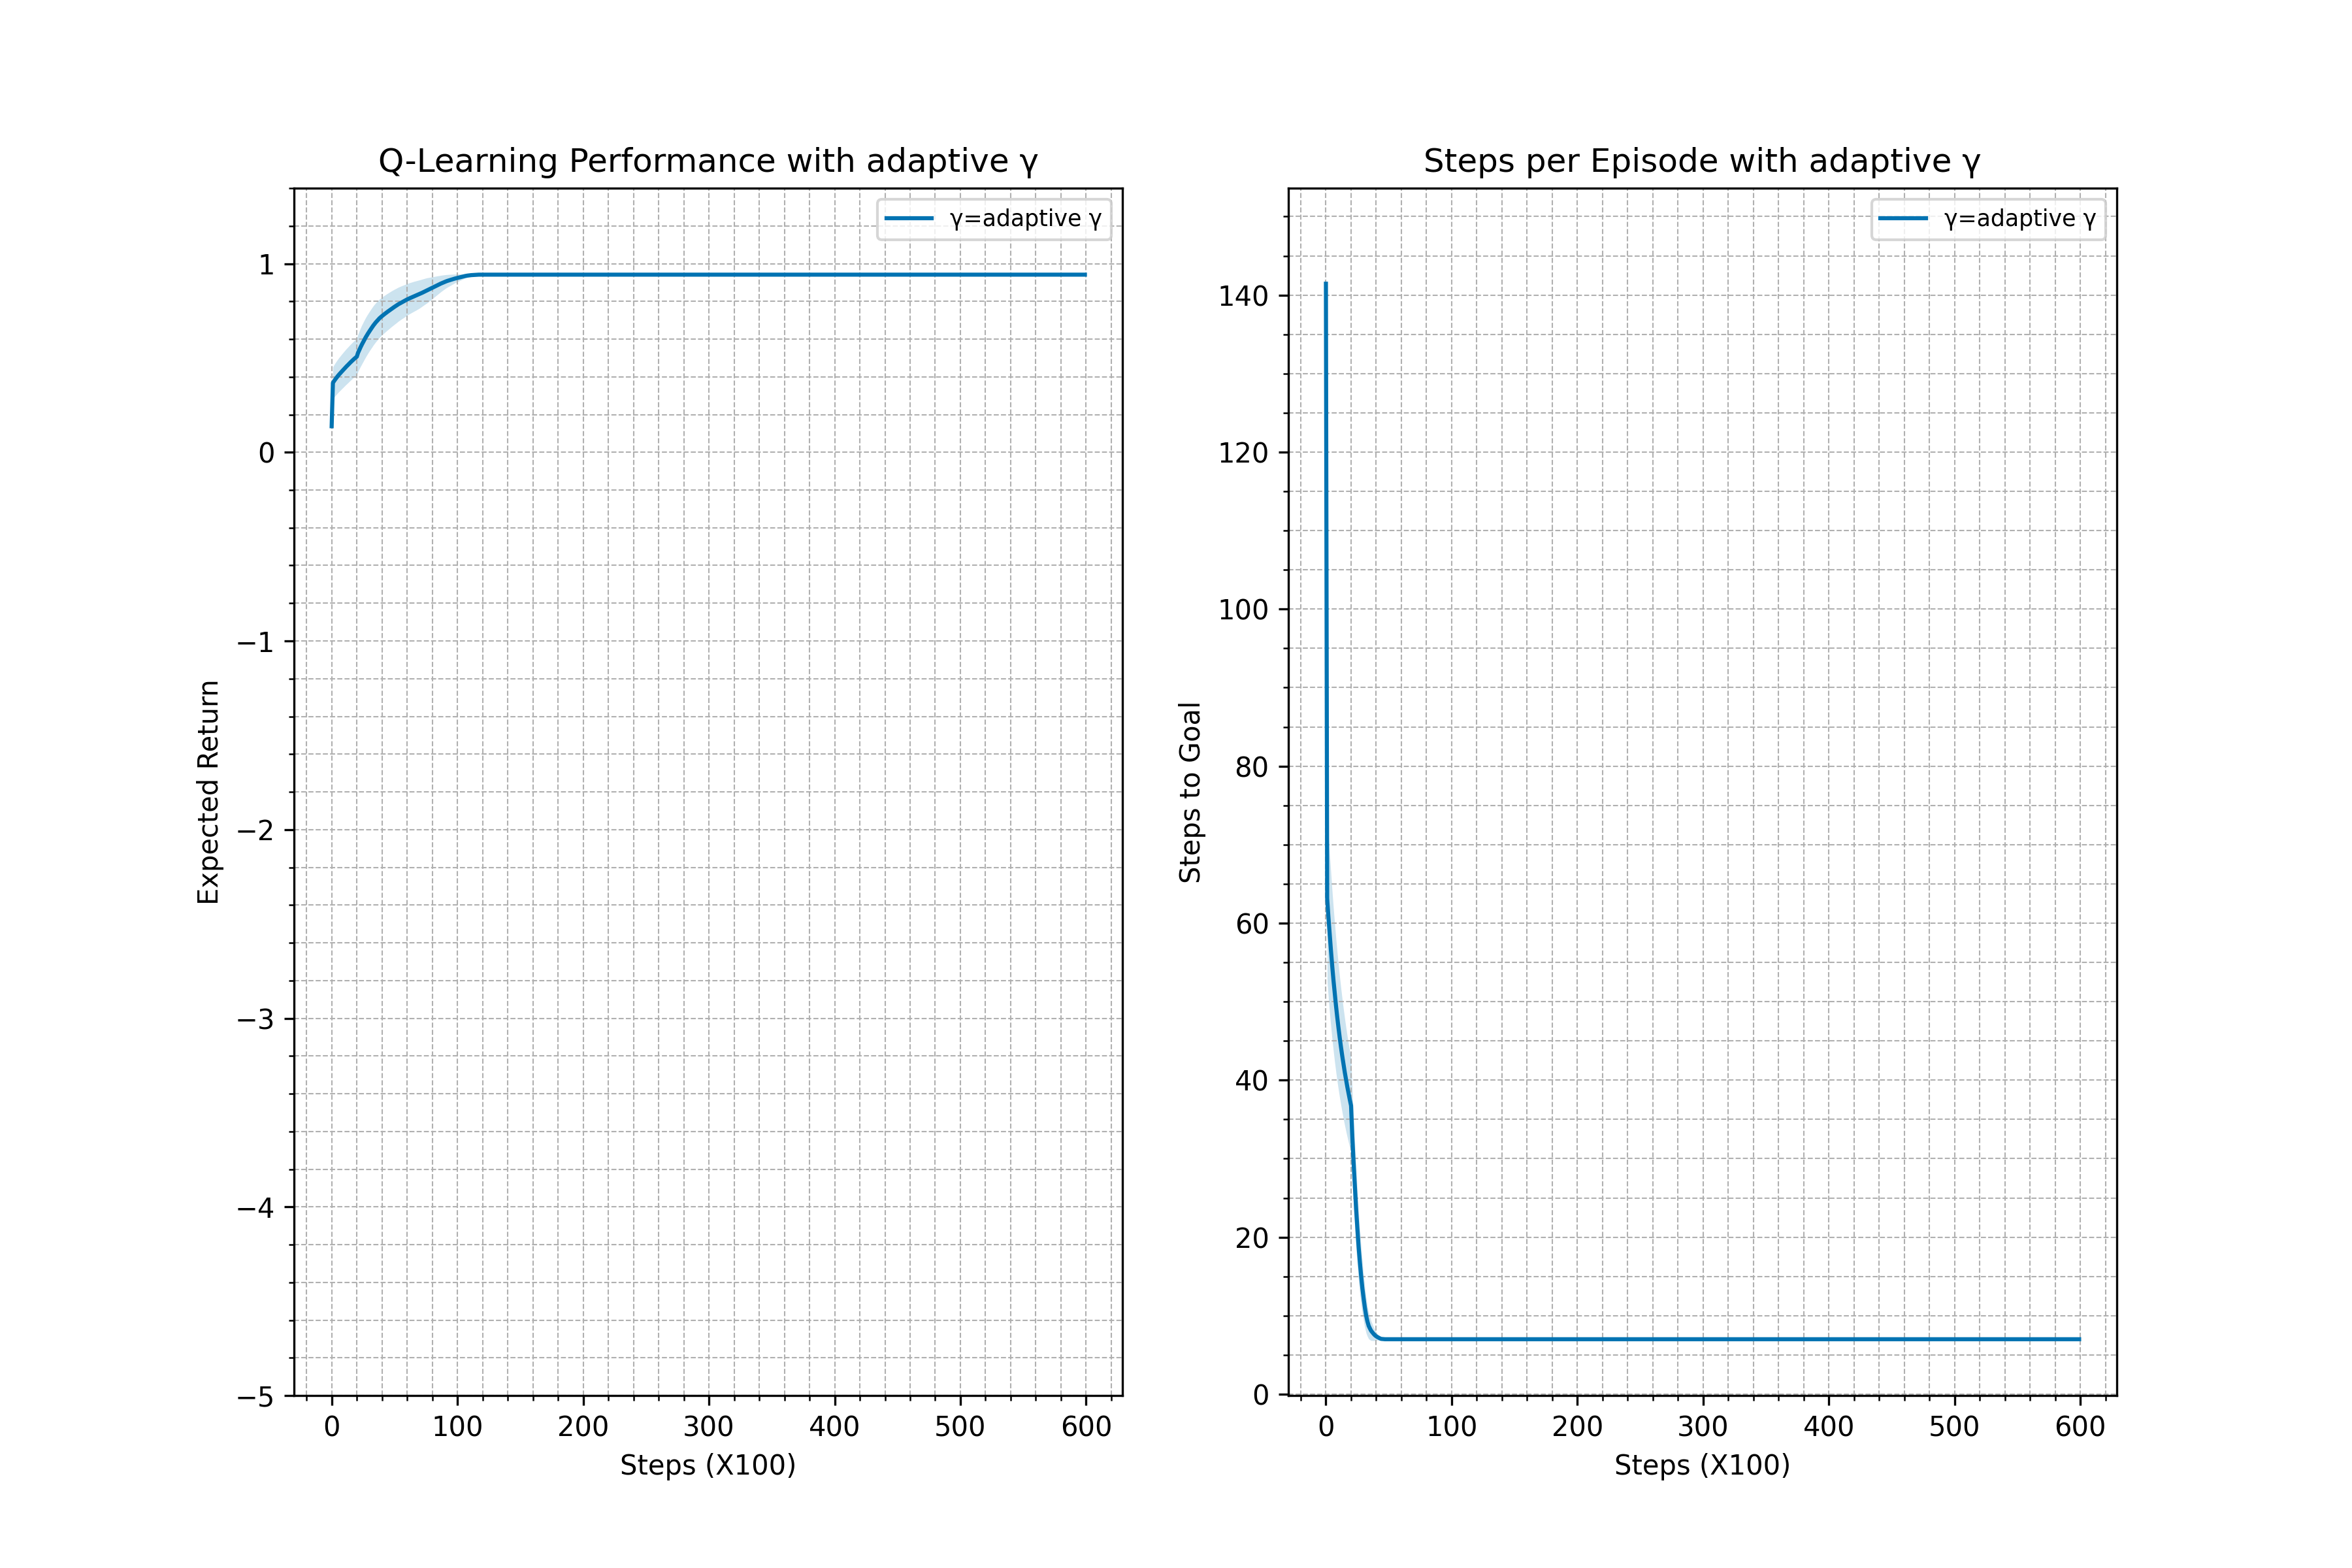 Q-Learning Performance with adaptive γ
γ=adaptive γ
1
0
−1
−2
−3
−4
−5
Expected Return
0 100 200 300 400 500 600
Steps (X100)
Steps per Episode with adaptive γ
γ=adaptive γ
140
120
100
80
60
40
20
0
Steps to Goal
0 100 200 300 400 500 600
Steps (X100)